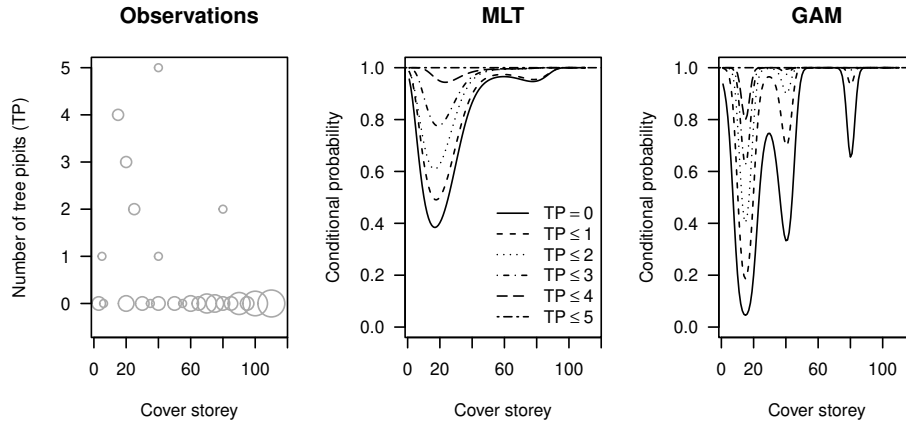 Observations
Number of tree pipits (TP)
5
4
3
2
1
0
0 20 60 100
Cover storey
MLT
Conditional probability
1.0
0.8
0.6
0.4
0.2
0.0
TP = 0
TP ≤ 1
TP ≤ 2
TP ≤ 3
TP ≤ 4
TP ≤ 5
0 20 60 100
Cover storey
GAM
Conditional probability
1.0
0.8
0.6
0.4
0.2
0.0
0 20 60 100
Cover storey